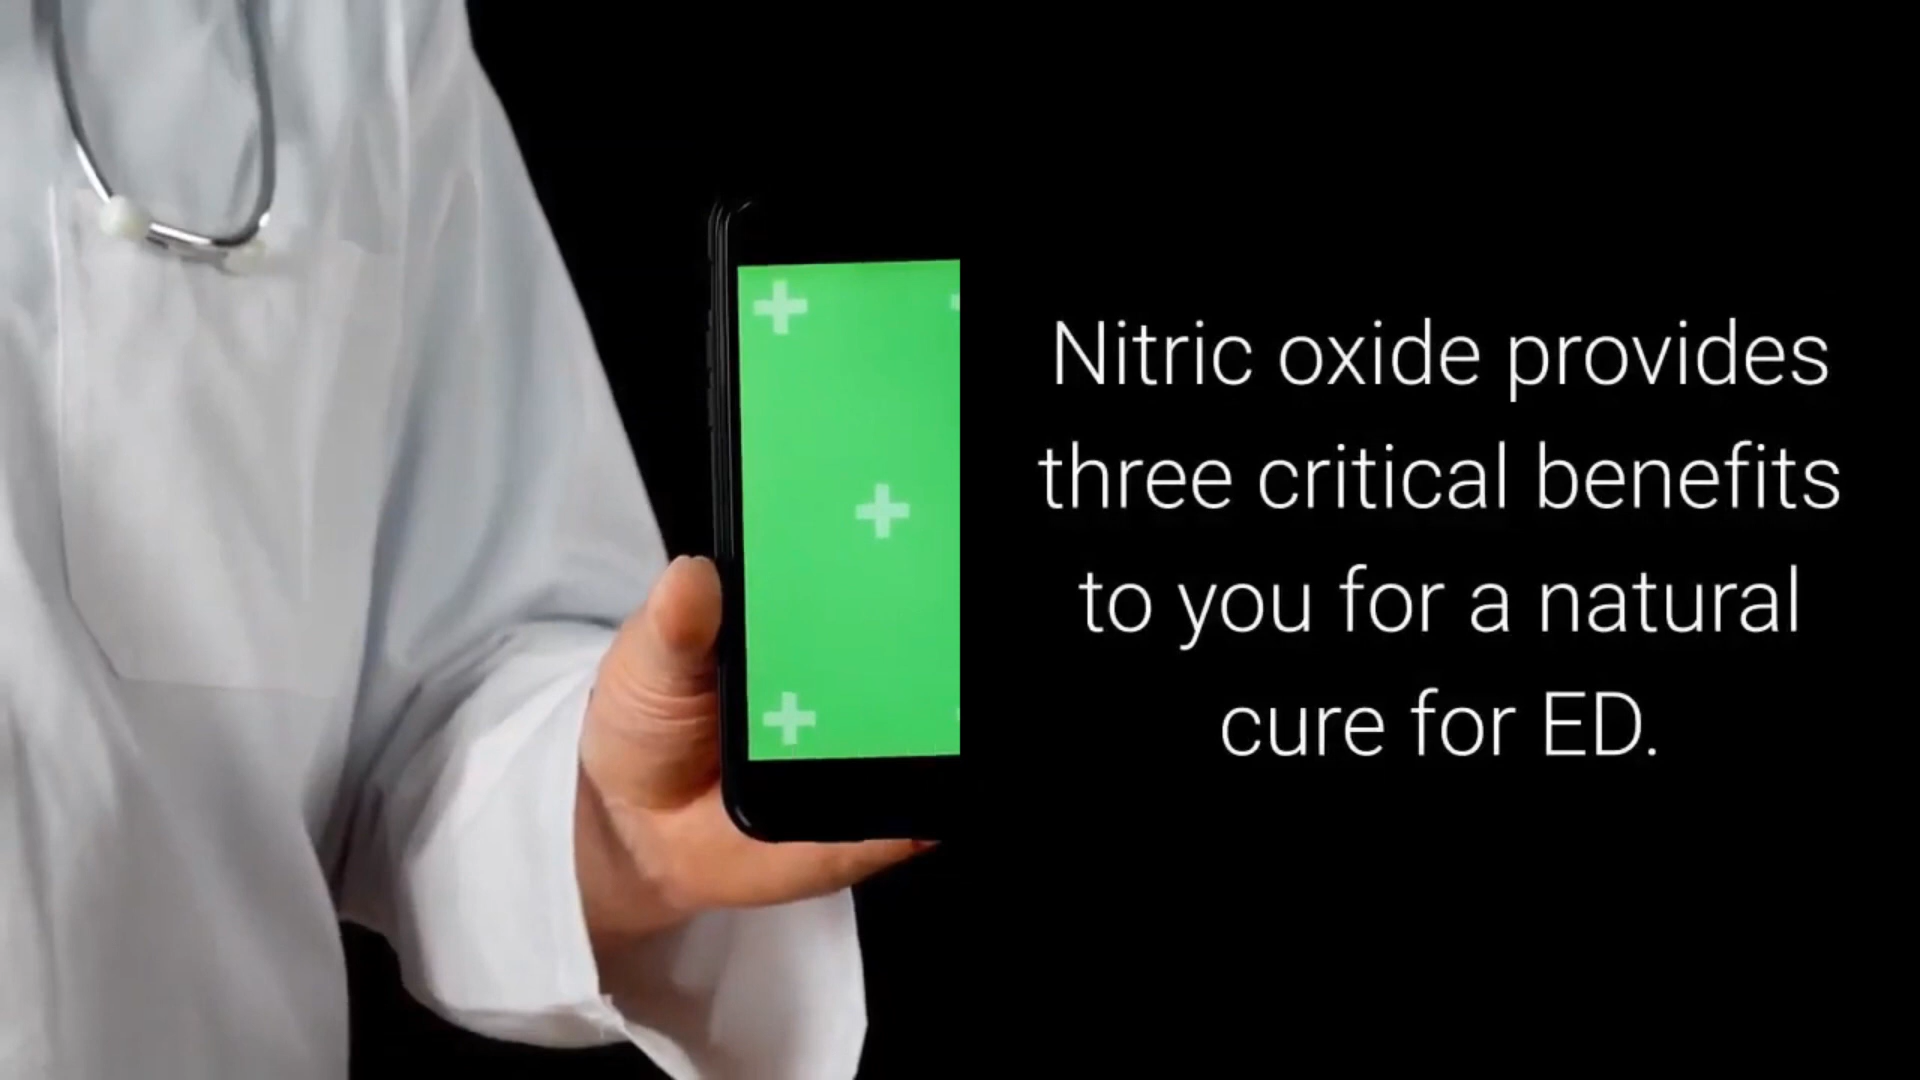 Nitric oxide provides
three critical benefits
to you for a natural
cure for ED.